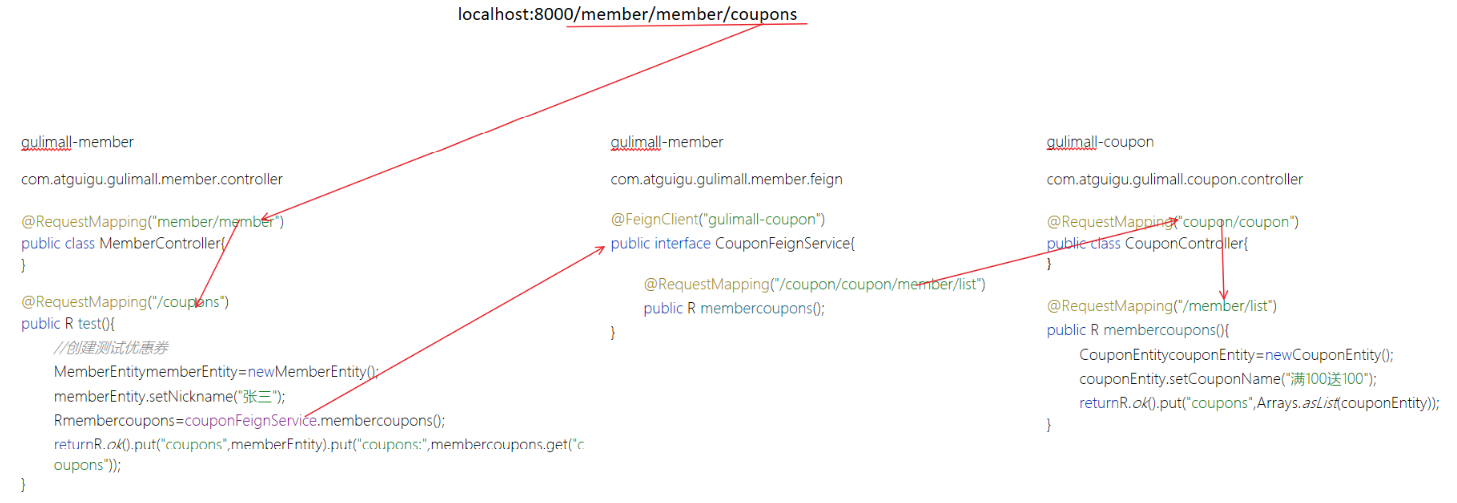 localhost:8000/member/member/coupons
gulimall-member
com.atguigu.gulimall.member.controller
@RequestMapping("member/member")
public class MemberController{
}
@RequestMapping("/coupons")
public R test(){
//创建测试优惠券
MemberEntitymemberEntity=newMemberEntity();
memberEntity.setNickname("张三");
Rmembercoupons=couponFeignService.membercoupons();
returnR.ok().put("coupons",memberEntity).put("coupons:",membercoupons.get("c
oupons"));
}
gulimall-member
com.atguigu.gulimall.member.feign
@FeignClient("gulimall-coupon")
public interface CouponFeignService{
@RequestMapping("/coupon/coupon/member/list")
public R membercoupons();
}
gulimall-coupon
com.atguigu.gulimall.coupon.controller
@RequestMapping("coupon/coupon")
public class CouponController{
}
@RequestMapping("/member/list")
public R membercoupons(){
CouponEntitycouponEntity=newCouponEntity();
couponEntity.setCouponName("满100送100");
returnR.ok().put("coupons",Arrays.asList(couponEntity));
}